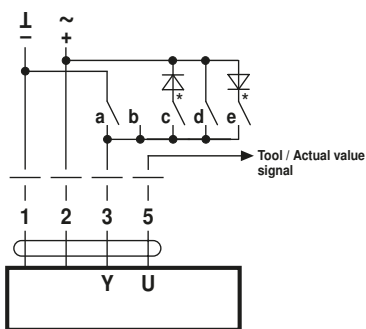 ⊥ ~
– +
a b c * d e *
Tool / Actual value
signal
1 2 3 5
Y U